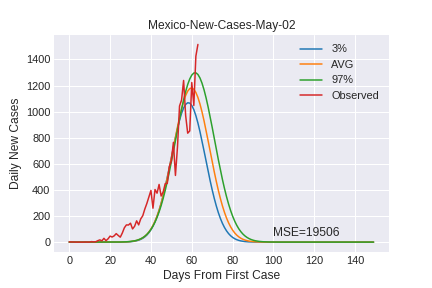 Mexico-New-Cases-May-02
Daily New Cases
1400
1200
1000
800
600
400
200
0
3%
AVG
97%
Observed
MSE=19506
0 20 40 60 80 100 120 140
Days From First Case